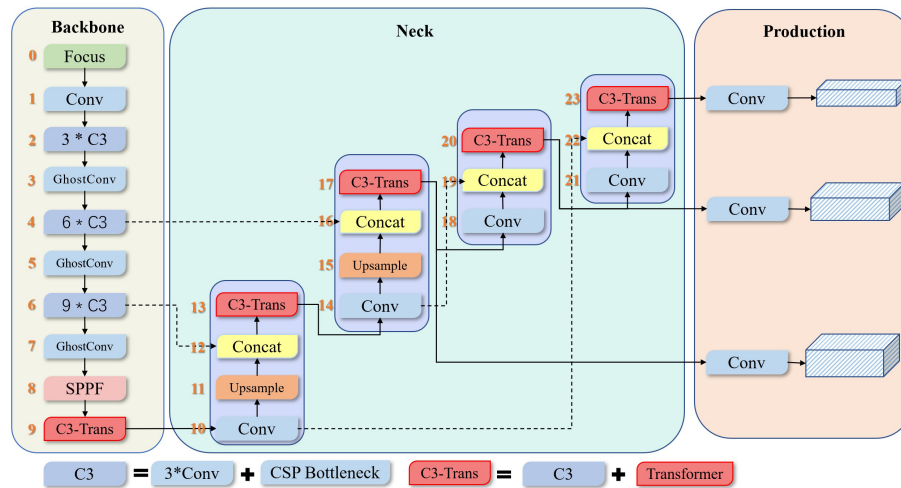 Backbone
0 Focus
1 Conv
2 3 * C3
3 GhostConv
4 6 * C3
5 GhostConv
6 9 * C3
7 GhostConv
8 SPPF
9 C3-Trans
Neck
13 C3-Trans
12 Concat
11 Upsample
10 Conv
17 C3-Trans
16 Concat
15 Upsample
14 Conv
20 C3-Trans
19 Concat
18 Conv
23 C3-Trans
22 Concat
21 Conv
Production
Conv
Conv
Conv
C3 = 3*Conv + CSP Bottleneck
C3-Trans = C3 + Transformer